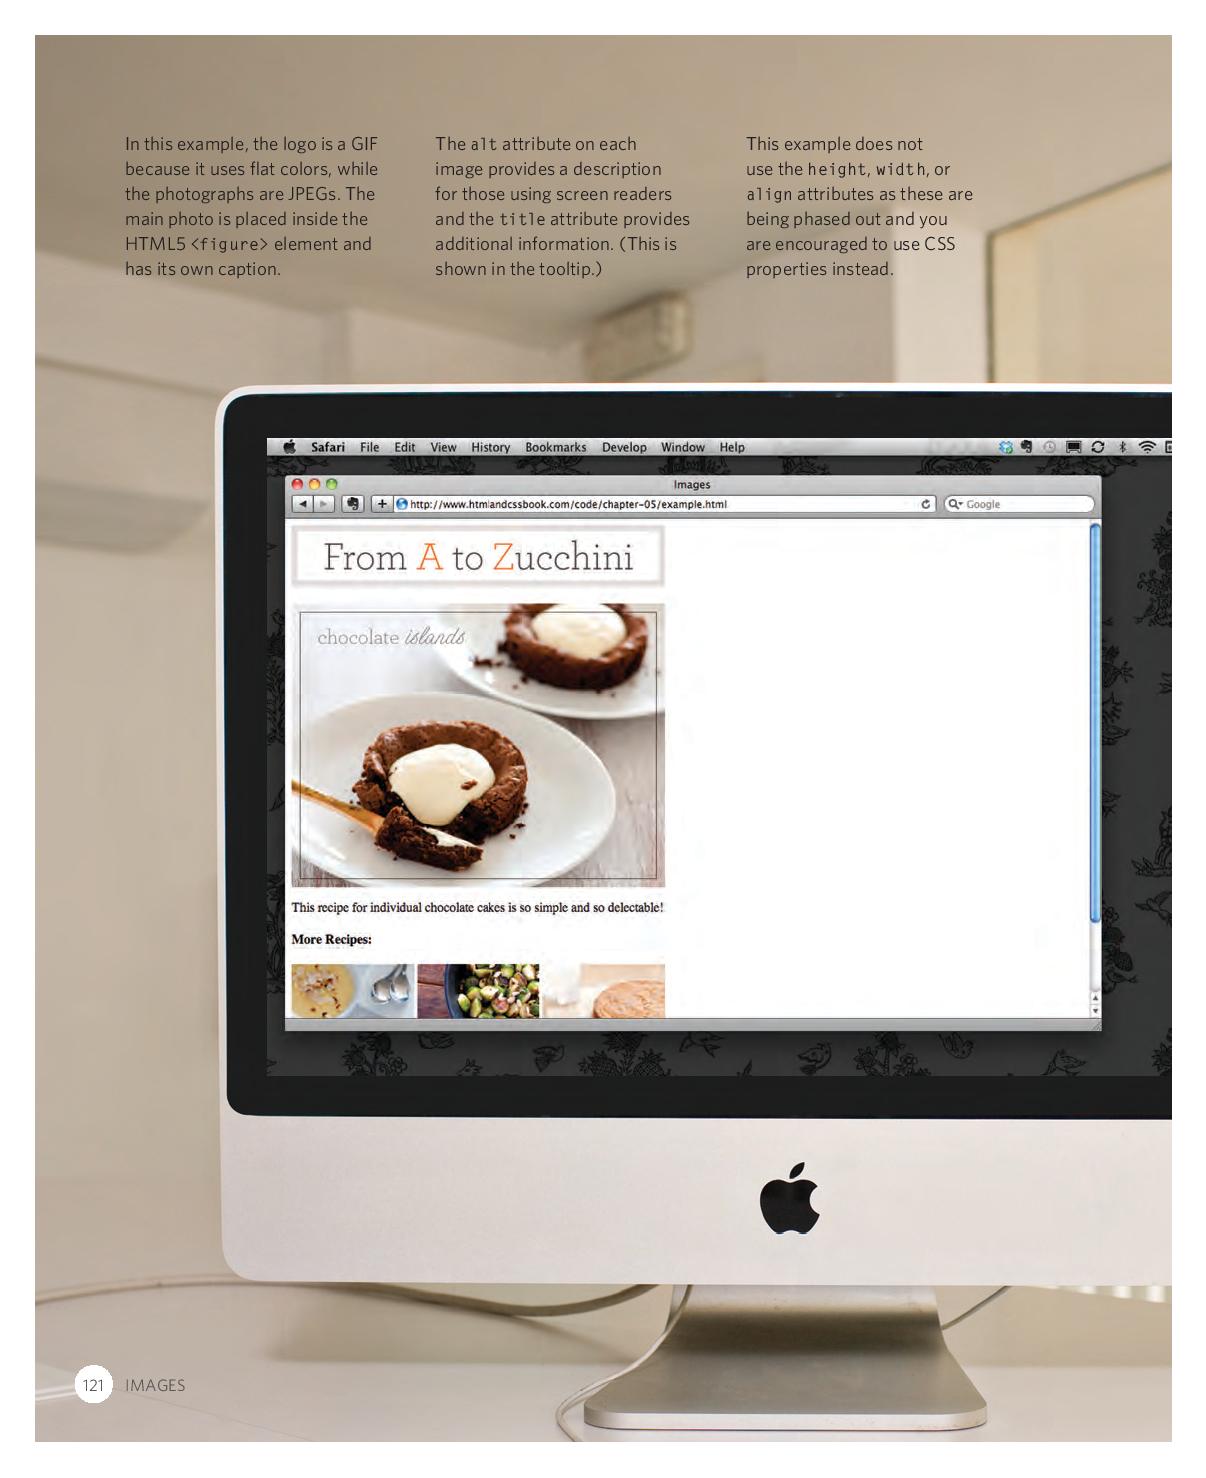 In this example, the logo is a GIF
because it uses flat colors, while
the photographs are JPEGs. The
main photo is placed inside the
HTML5 <figure> element and
has its own caption.
The alt attribute on each
image provides a description
for those using screen readers
and the title attribute provides
additional information. (This is
shown in the tooltip.)
This example does not
use the height, width, or
align attributes as these are
being phased out and you
are encouraged to use CSS
properties instead.
Safari File Edit View History Bookmarks Develop Window Help
Images
http://www.htmlandcssbook.com/code/chapter-05/example.html
Google
From A to Zucchini
chocolate islands
This recipe for individual chocolate cakes is so simple and so delectable!
More Recipes:
121 IMAGES